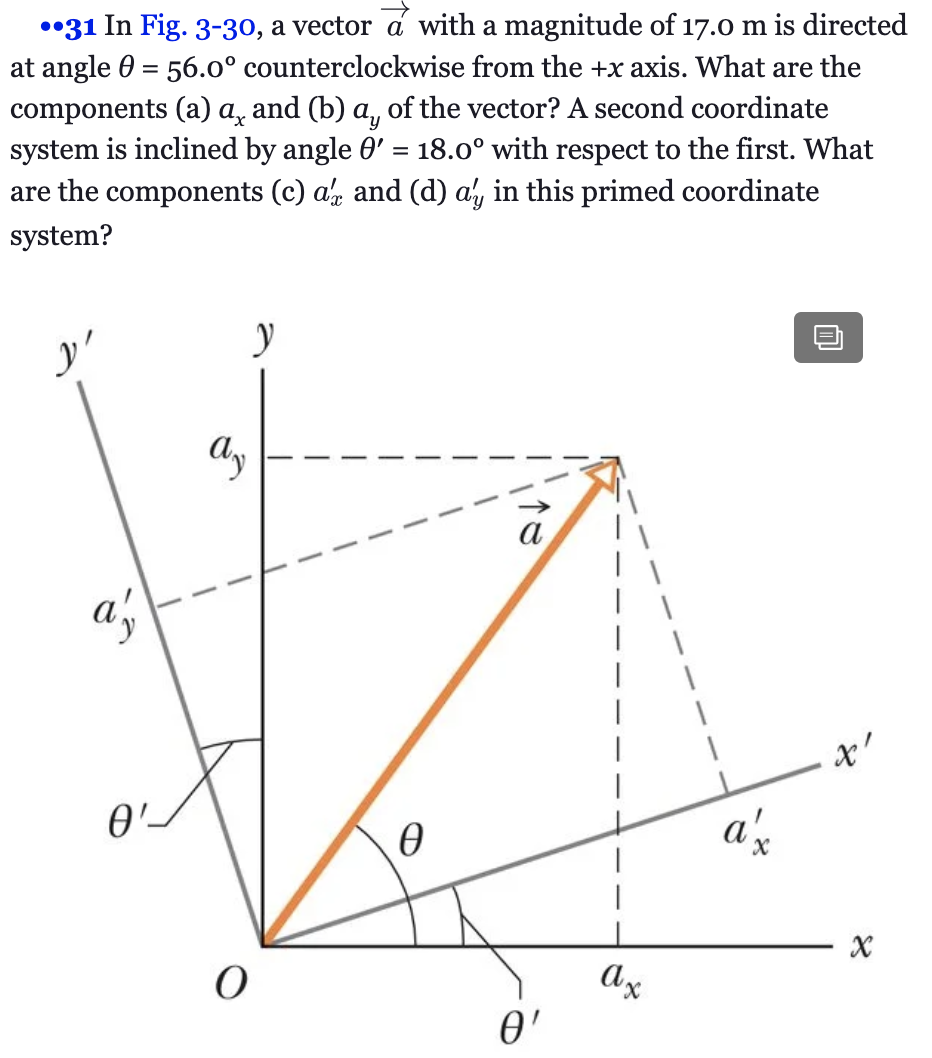 ••31 In Fig. 3-30, a vector a⃗ with a magnitude of 17.0 m is directed
at angle θ = 56.0° counterclockwise from the +x axis. What are the
components (a) aₓ and (b) a_y of the vector? A second coordinate
system is inclined by angle θ′ = 18.0° with respect to the first. What
are the components (c) a′ₓ and (d) a′_y in this primed coordinate
system?
y′
y
a_y
a⃗
a′_y
x′
θ′
θ
a′ₓ
x
O
aₓ
θ′